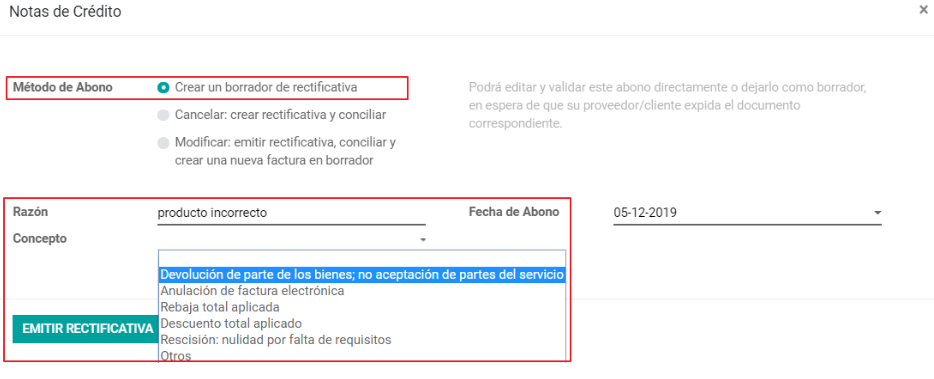 Notas de Crédito
×
Método de Abono
Crear un borrador de rectificativa
Cancelar: crear rectificativa y conciliar
Modificar: emitir rectificativa, conciliar y
crear una nueva factura en borrador
Podrá editar y validar este abono directamente o dejarlo como borrador,
en espera de que su proveedor/cliente expida el documento
correspondiente.
Razón
producto incorrecto
Fecha de Abono
05-12-2019
Concepto
Devolución de parte de los bienes; no aceptación de partes del servicio
Anulación de factura electrónica
Rebaja total aplicada
Descuento total aplicado
Rescisión: nulidad por falta de requisitos
Otros
EMITIR RECTIFICATIVA